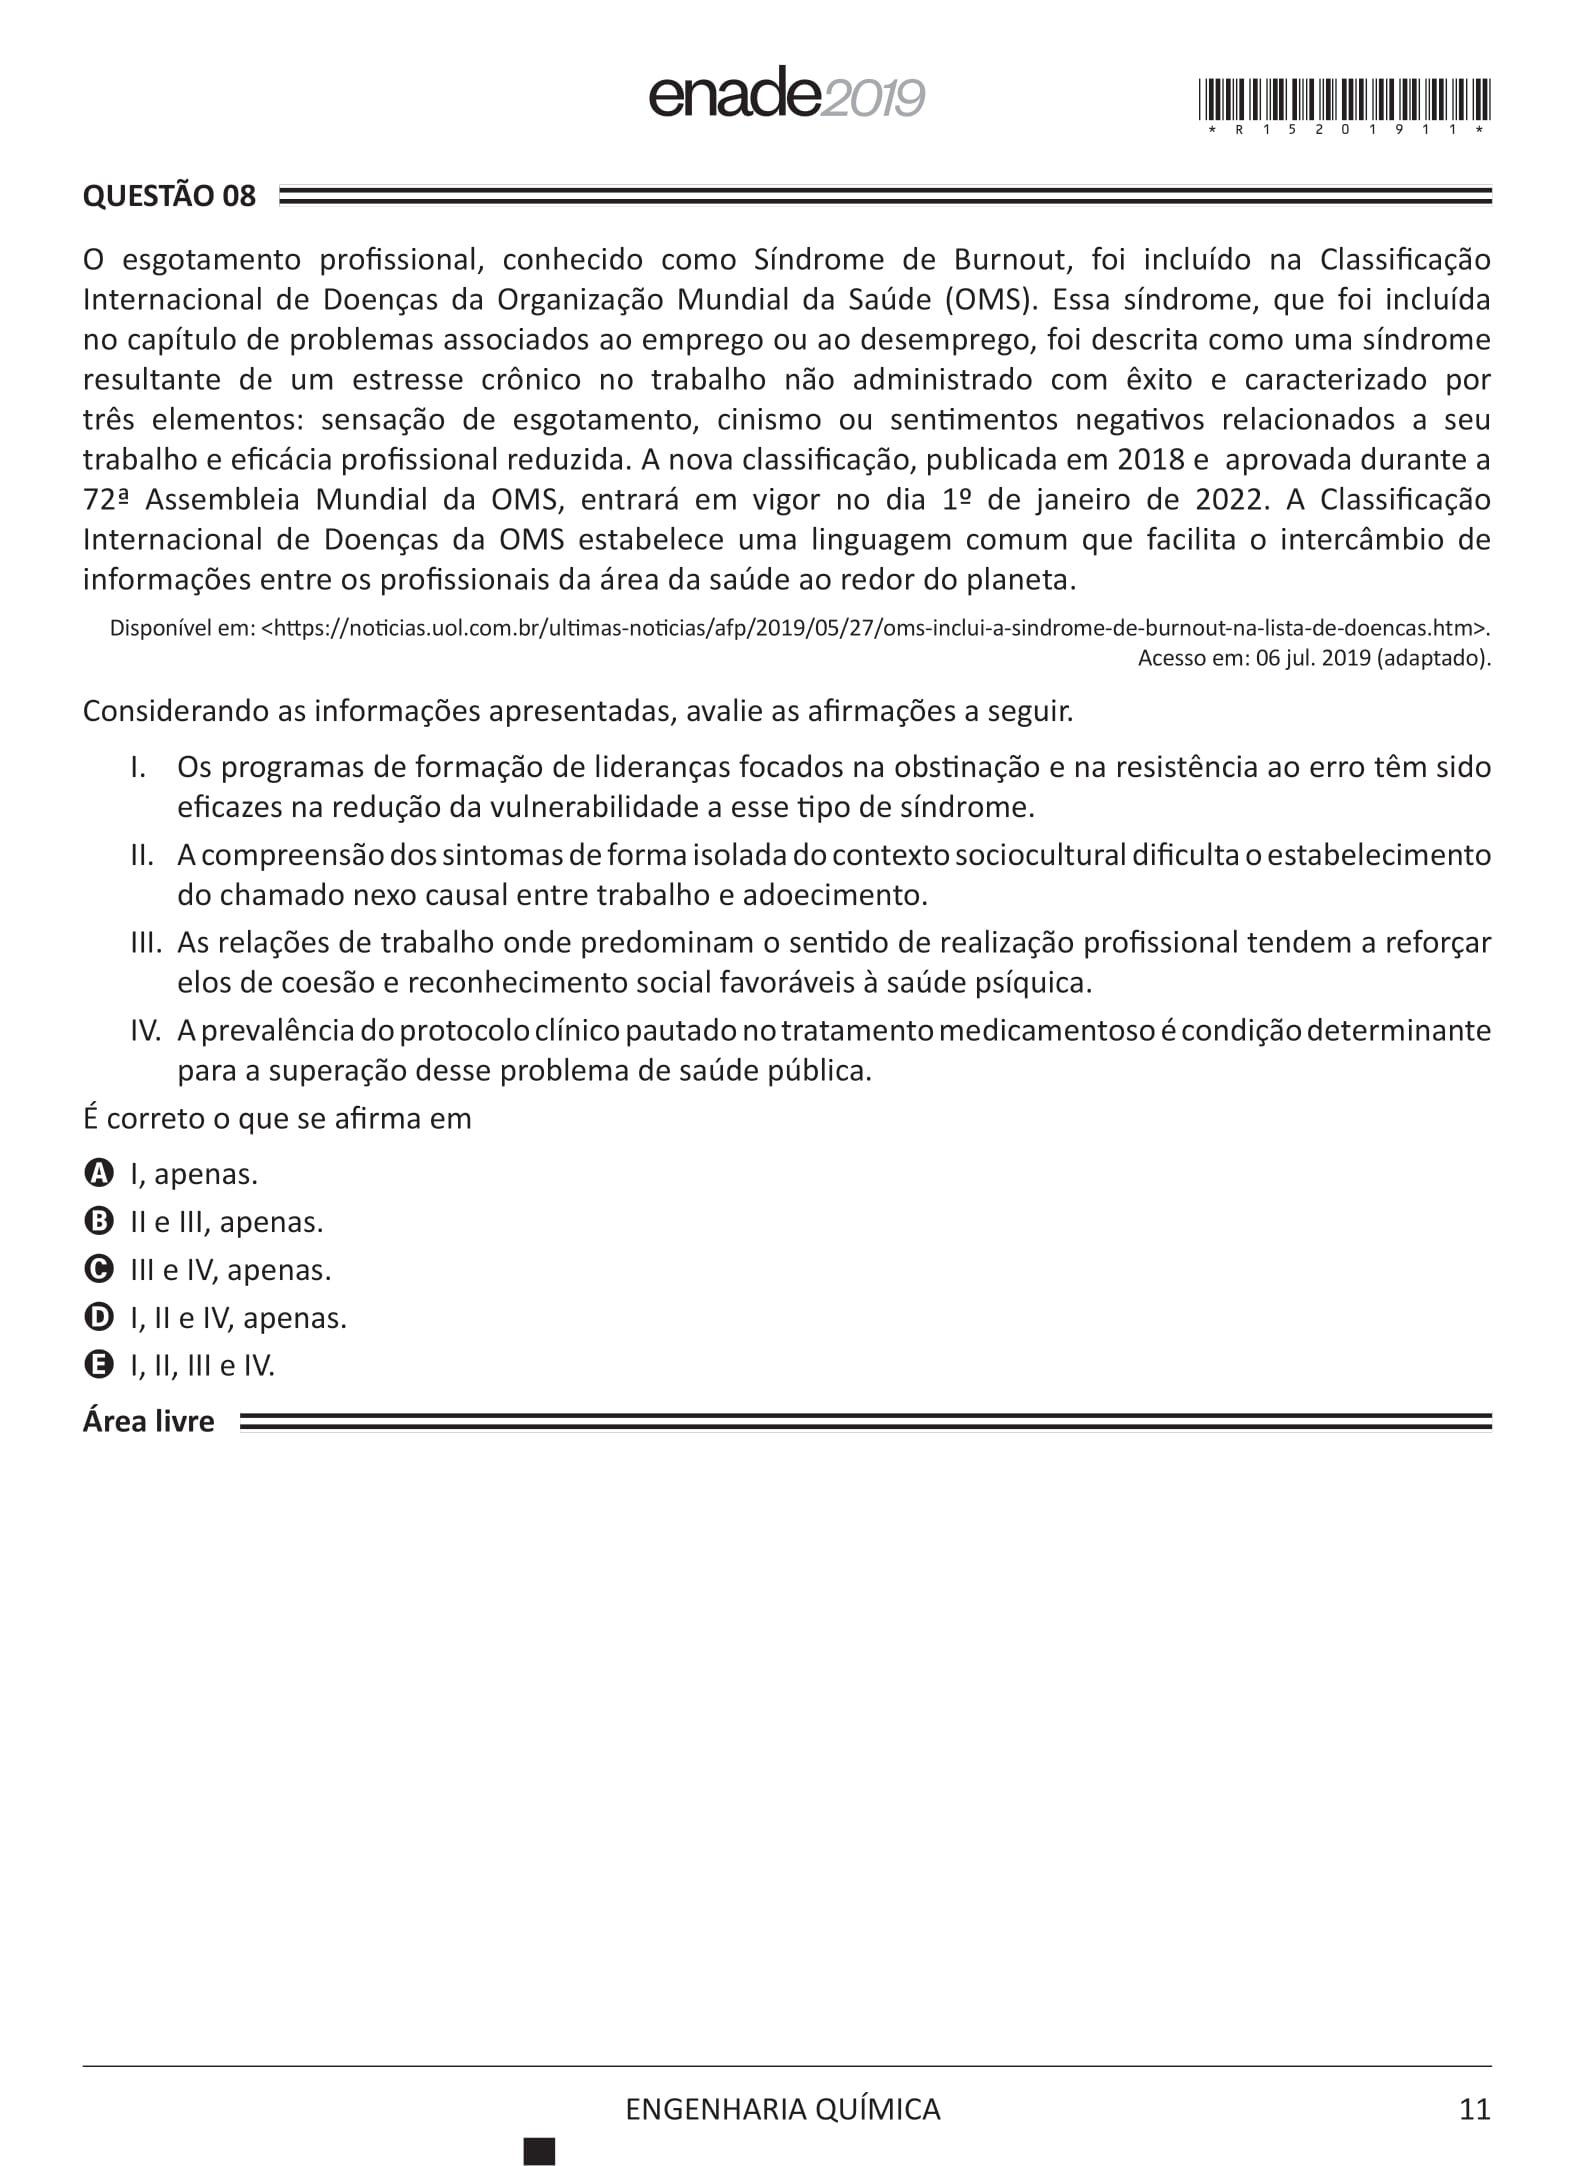 enade2019
*R15201911*
QUESTÃO 08
O esgotamento profissional, conhecido como Síndrome de Burnout, foi incluído na Classificação
Internacional de Doenças da Organização Mundial da Saúde (OMS). Essa síndrome, que foi incluída
no capítulo de problemas associados ao emprego ou ao desemprego, foi descrita como uma síndrome
resultante de um estresse crônico no trabalho não administrado com êxito e caracterizado por
três elementos: sensação de esgotamento, cinismo ou sentimentos negativos relacionados a seu
trabalho e eficácia profissional reduzida. A nova classificação, publicada em 2018 e aprovada durante a
72ª Assembleia Mundial da OMS, entrará em vigor no dia 1º de janeiro de 2022. A Classificação
Internacional de Doenças da OMS estabelece uma linguagem comum que facilita o intercâmbio de
informações entre os profissionais da área da saúde ao redor do planeta.
Disponível em: <https://noticias.uol.com.br/ultimas-noticias/afp/2019/05/27/oms-inclui-a-sindrome-de-burnout-na-lista-de-doencas.htm>.
Acesso em: 06 jul. 2019 (adaptado).
Considerando as informações apresentadas, avalie as afirmações a seguir.
I. Os programas de formação de lideranças focados na obstinação e na resistência ao erro têm sido
eficazes na redução da vulnerabilidade a esse tipo de síndrome.
II. A compreensão dos sintomas de forma isolada do contexto sociocultural dificulta o estabelecimento
do chamado nexo causal entre trabalho e adoecimento.
III. As relações de trabalho onde predominam o sentido de realização profissional tendem a reforçar
elos de coesão e reconhecimento social favoráveis à saúde psíquica.
IV. A prevalência do protocolo clínico pautado no tratamento medicamentoso é condição determinante
para a superação desse problema de saúde pública.
É correto o que se afirma em
A I, apenas.
B II e III, apenas.
C III e IV, apenas.
D I, II e IV, apenas.
E I, II, III e IV.
Área livre
ENGENHARIA QUÍMICA
11